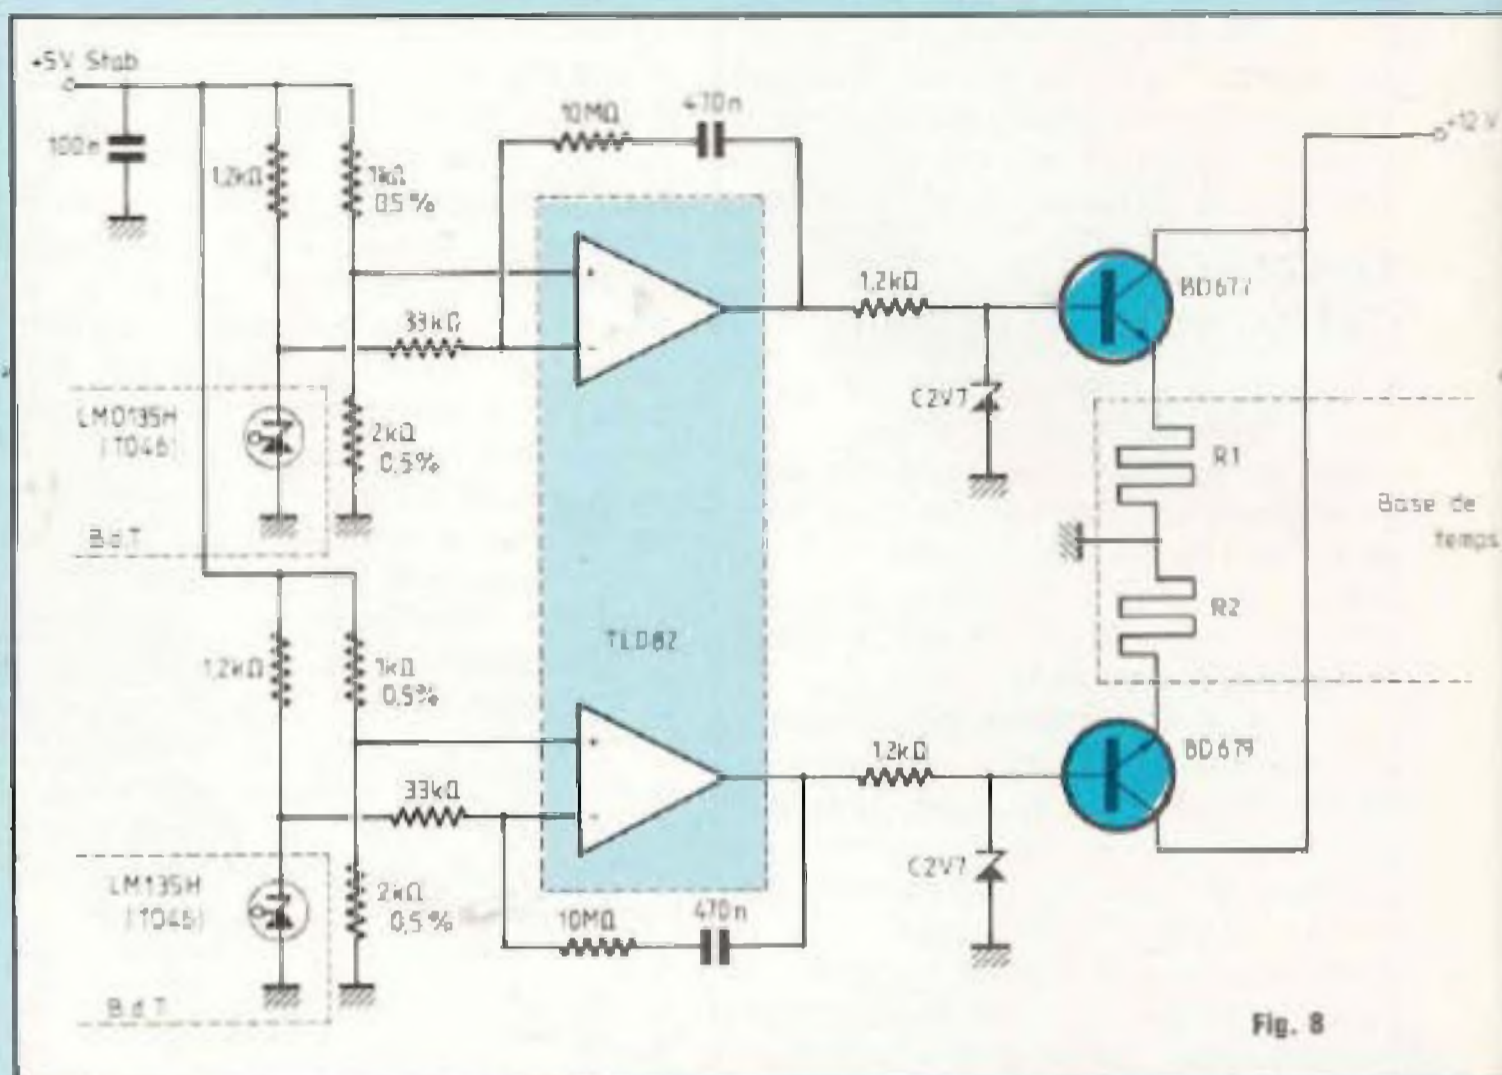 +5V Stab
100n
1,2kΩ
1kΩ
0,5%
10MΩ
470n
+12 V
33kΩ
1.2kΩ
BD677
LM0135H
(TO46)
2kΩ
0,5%
C2V7
R1
B.d.T
Base de
temps
R2
TL082
1,2kΩ
1kΩ
0,5%
33kΩ
1.2kΩ
BD679
LM135H
(TO46)
2kΩ
0,5%
C2V7
10MΩ
470n
B.d.T
Fig. 8